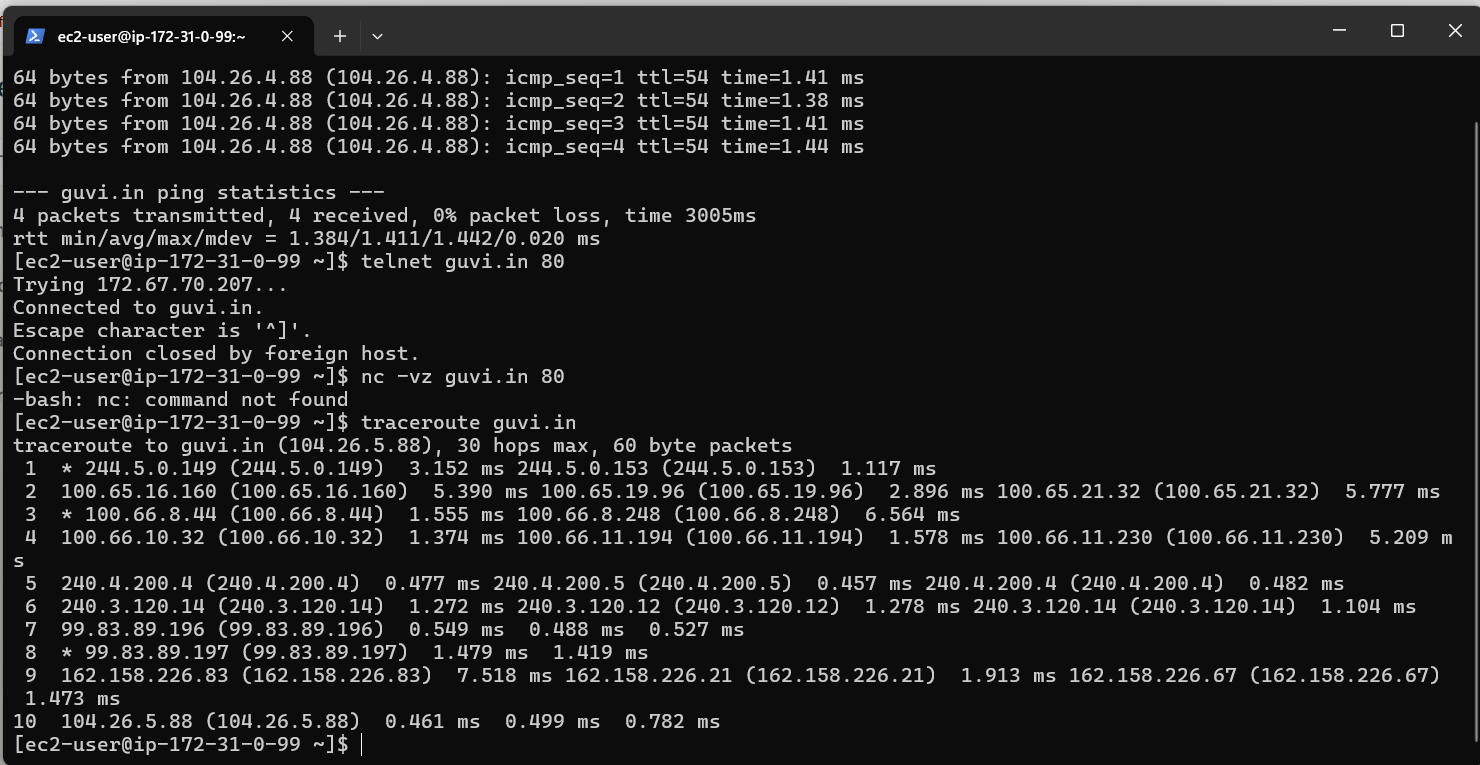 ec2-user@ip-172-31-0-99:~
64 bytes from 104.26.4.88 (104.26.4.88): icmp_seq=1 ttl=54 time=1.41 ms
64 bytes from 104.26.4.88 (104.26.4.88): icmp_seq=2 ttl=54 time=1.38 ms
64 bytes from 104.26.4.88 (104.26.4.88): icmp_seq=3 ttl=54 time=1.41 ms
64 bytes from 104.26.4.88 (104.26.4.88): icmp_seq=4 ttl=54 time=1.44 ms
--- guvi.in ping statistics ---
4 packets transmitted, 4 received, 0% packet loss, time 3005ms
rtt min/avg/max/mdev = 1.384/1.411/1.442/0.020 ms
[ec2-user@ip-172-31-0-99 ~]$ telnet guvi.in 80
Trying 172.67.70.207...
Connected to guvi.in.
Escape character is '^]'.
Connection closed by foreign host.
[ec2-user@ip-172-31-0-99 ~]$ nc -vz guvi.in 80
-bash: nc: command not found
[ec2-user@ip-172-31-0-99 ~]$ traceroute guvi.in
traceroute to guvi.in (104.26.5.88), 30 hops max, 60 byte packets
 1  * 244.5.0.149 (244.5.0.149)  3.152 ms 244.5.0.153 (244.5.0.153)  1.117 ms
 2  100.65.16.160 (100.65.16.160)  5.390 ms 100.65.19.96 (100.65.19.96)  2.896 ms 100.65.21.32 (100.65.21.32)  5.777 ms
 3  * 100.66.8.44 (100.66.8.44)  1.555 ms 100.66.8.248 (100.66.8.248)  6.564 ms
 4  100.66.10.32 (100.66.10.32)  1.374 ms 100.66.11.194 (100.66.11.194)  1.578 ms 100.66.11.230 (100.66.11.230)  5.209 m
s
 5  240.4.200.4 (240.4.200.4)  0.477 ms 240.4.200.5 (240.4.200.5)  0.457 ms 240.4.200.4 (240.4.200.4)  0.482 ms
 6  240.3.120.14 (240.3.120.14)  1.272 ms 240.3.120.12 (240.3.120.12)  1.278 ms 240.3.120.14 (240.3.120.14)  1.104 ms
 7  99.83.89.196 (99.83.89.196)  0.549 ms  0.488 ms  0.527 ms
 8  * 99.83.89.197 (99.83.89.197)  1.479 ms  1.419 ms
 9  162.158.226.83 (162.158.226.83)  7.518 ms 162.158.226.21 (162.158.226.21)  1.913 ms 162.158.226.67 (162.158.226.67)
 1.473 ms
10  104.26.5.88 (104.26.5.88)  0.461 ms  0.499 ms  0.782 ms
[ec2-user@ip-172-31-0-99 ~]$